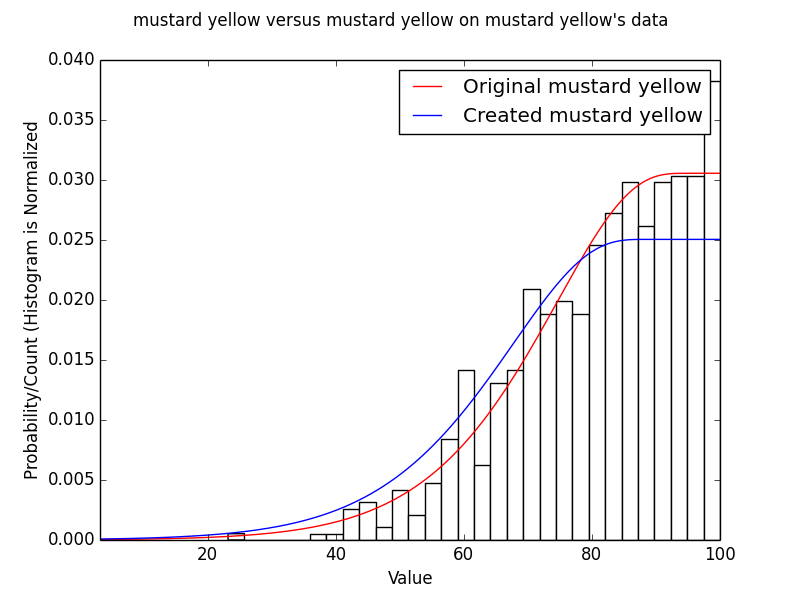 mustard yellow versus mustard yellow on mustard yellow's data
0.040
0.035
0.030
0.025
0.020
0.015
0.010
0.005
0.000
Probability/Count (Histogram is Normalized
Original mustard yellow
Created mustard yellow
20
40
60
80
100
Value